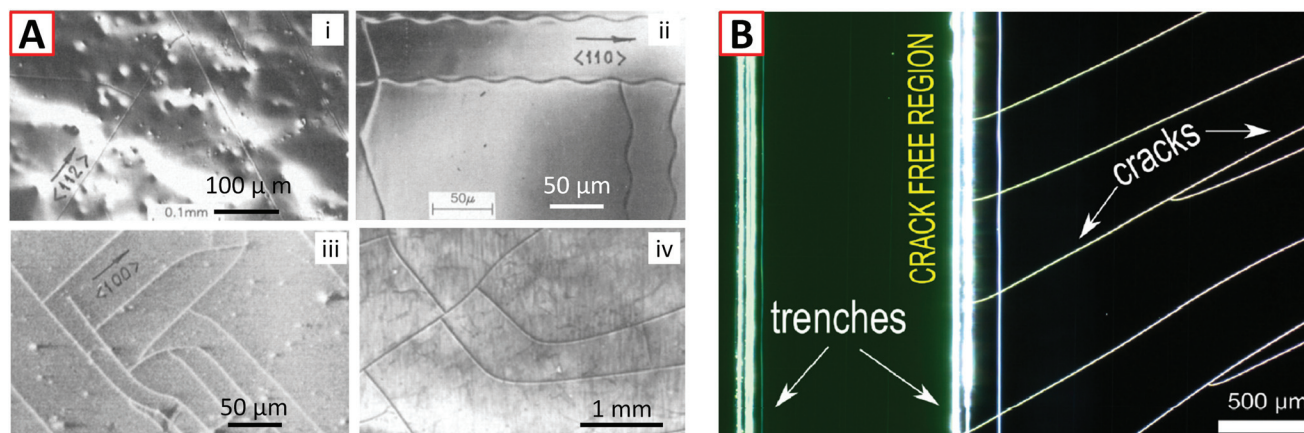 A
i
<112>
0.1mm
100 µ m
ii
<110>
50µ
50 µm
iii
<100>
50 µm
iv
1 mm
B
CRACK FREE REGION
cracks
trenches
500 µm